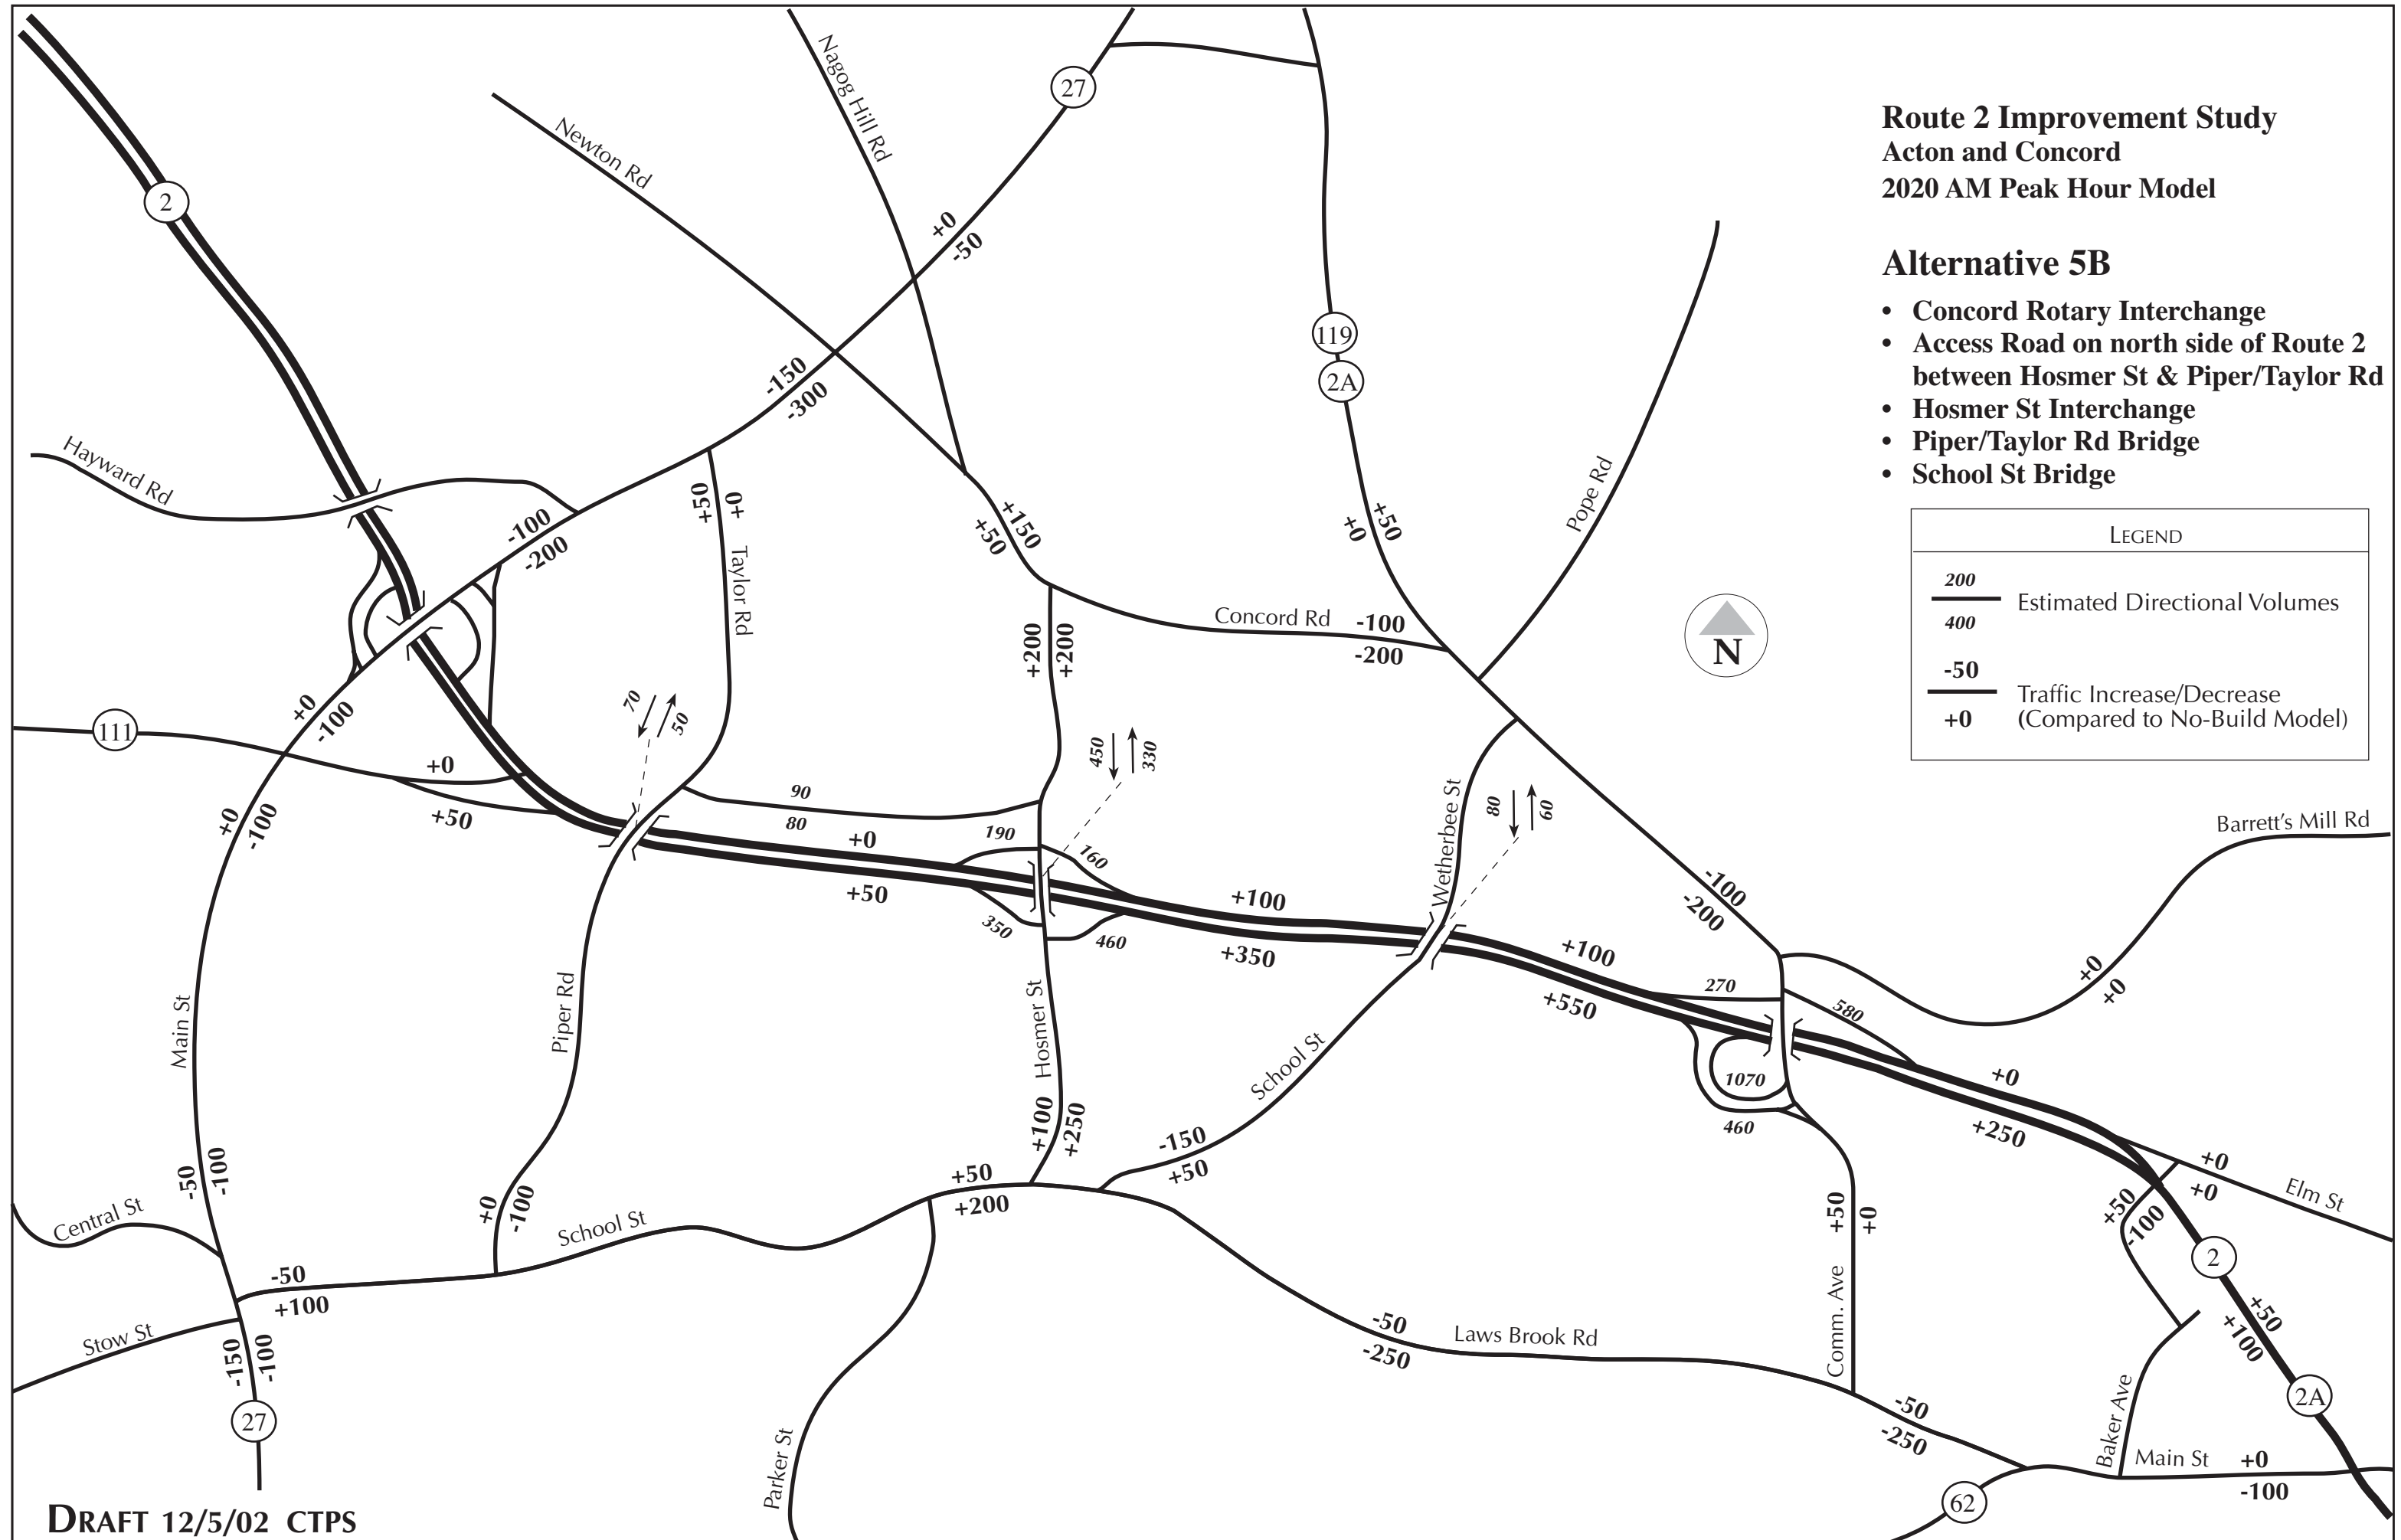 Route 2 Improvement Study
Acton and Concord
2020 AM Peak Hour Model
Alternative 5B
• Concord Rotary Interchange
• Access Road on north side of Route 2
between Hosmer St & Piper/Taylor Rd
• Hosmer St Interchange
• Piper/Taylor Rd Bridge
• School St Bridge
LEGEND
200
Estimated Directional Volumes
400
-50
Traffic Increase/Decrease
+0
(Compared to No-Build Model)
N
2
Newton Rd
Nagog Hill Rd
27
+0
-50
119
2A
-150
-300
Hayward Rd
-100
-200
+50
+0
Taylor Rd
+150
+50
+50
+0
Pope Rd
Concord Rd
-100
-200
+200
+200
+0
-100
111
+0
+50
70
50
450
330
80
60
Wetherbee St
90
80
+0
+50
190
160
350
460
+100
+350
+100
+550
-100
-200
Barrett's Mill Rd
+0
+0
270
580
1070
460
+0
+250
+0
-100
Main St
Piper Rd
Hosmer St
School St
+100
+250
-150
+50
-50
-100
+0
-100
Central St
School St
+50
+200
+50
+0
Comm. Ave
+50
-100
+0
+0
Elm St
2
-50
+100
Stow St
-150
-100
27
Parker St
-50
-250
Laws Brook Rd
-50
-250
+50
+100
2A
Baker Ave
Main St
+0
-100
62
DRAFT 12/5/02 CTPS